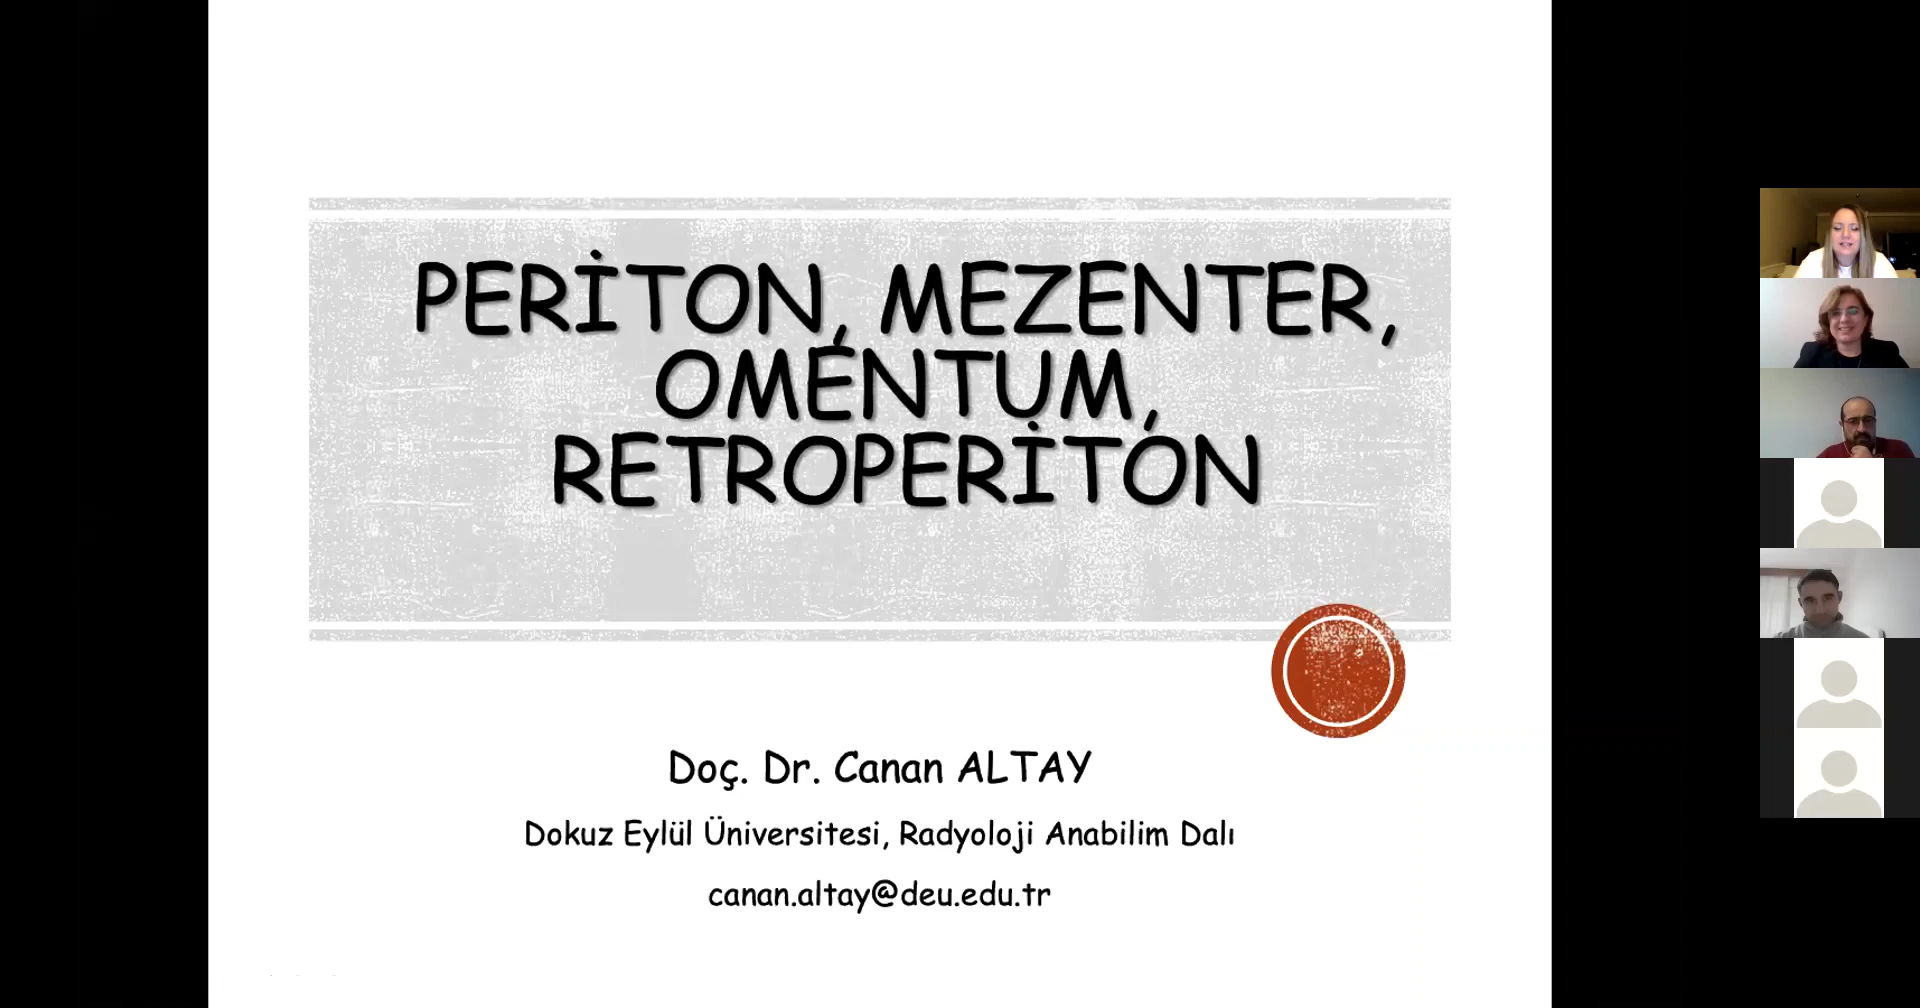 PERİTON, MEZENTER,
OMENTUM,
RETROPERİTON
Doç. Dr. Canan ALTAY
Dokuz Eylül Üniversitesi, Radyoloji Anabilim Dalı
canan.altay@deu.edu.tr